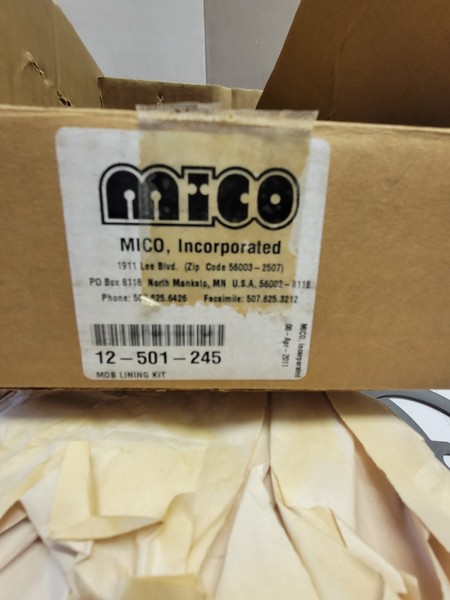 mico
MICO, Incorporated
1911 Lee Blvd. (Zip Code 56003-2507)
PO Box 8118 North Mankato, MN U.S.A. 56002-8118
Phone: 507.625.6426 Facsimile: 507.625.3212
12-501-245
MDB LINING KIT
MICO, Incorporated
08-Apr-2011